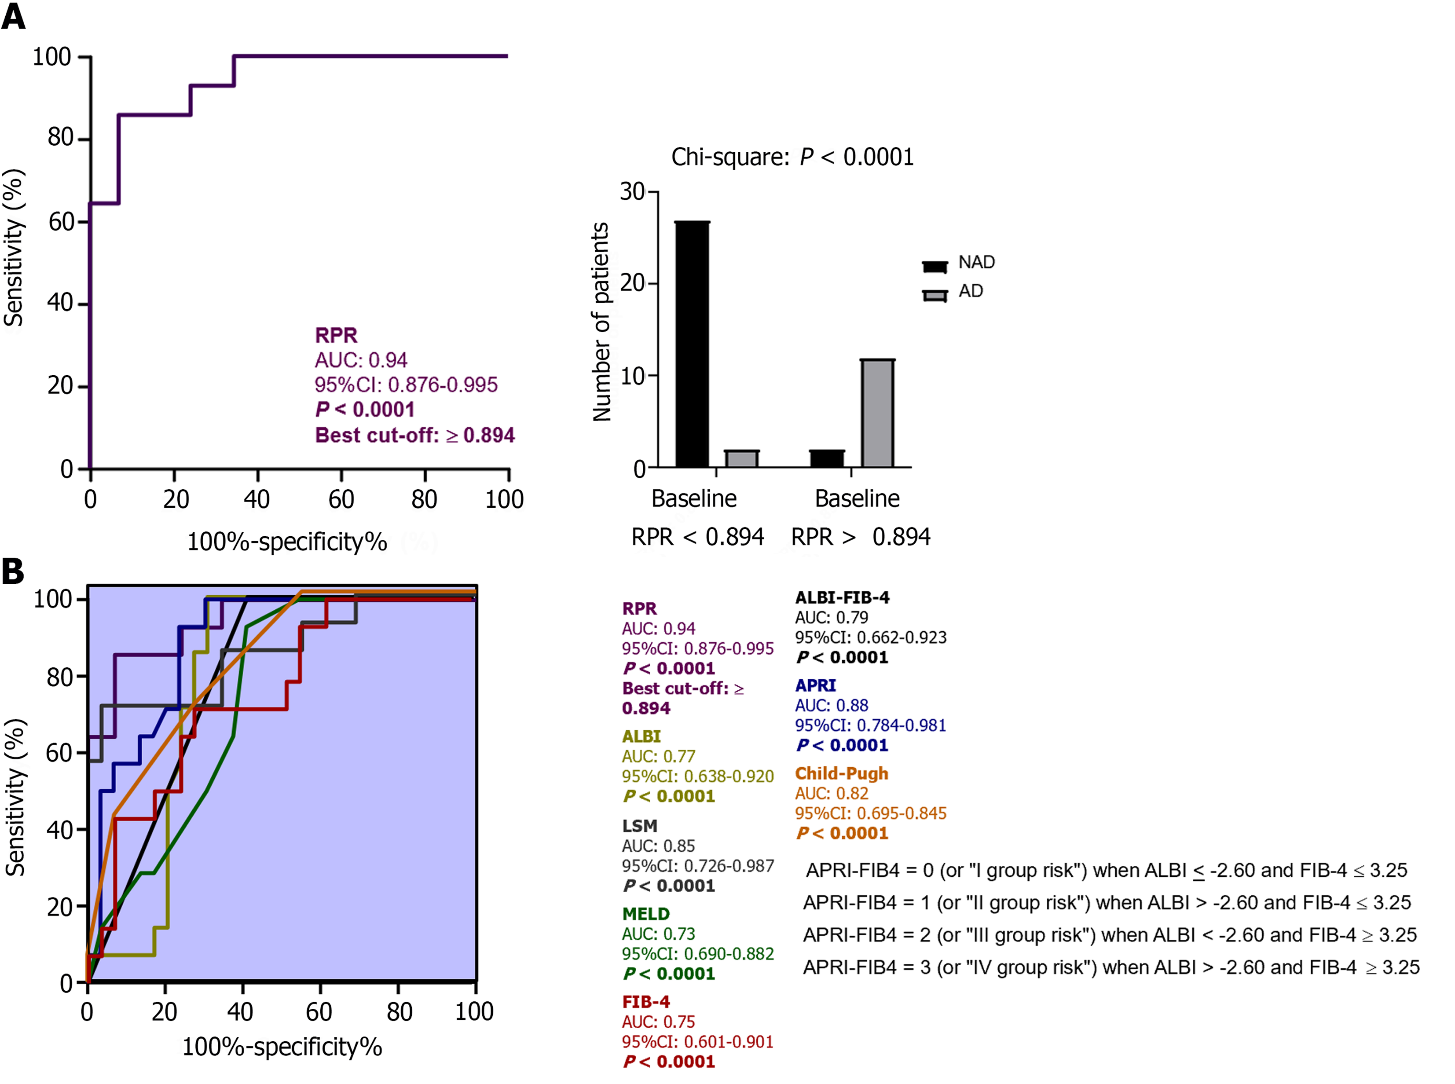 A
100
80
60
40
20
0
0 20 40 60 80 100
Sensitivity (%)
100%-specificity%
RPR
AUC: 0.94
95%CI: 0.876-0.995
P < 0.0001
Best cut-off: ≥ 0.894
Chi-square: P < 0.0001
30
20
10
0
Number of patients
NAD
AD
Baseline Baseline
RPR < 0.894 RPR > 0.894
B
100
80
60
40
20
0
0 20 40 60 80 100
Sensitivity (%)
100%-specificity%
RPR
AUC: 0.94
95%CI: 0.876-0.995
P < 0.0001
Best cut-off: ≥
0.894
ALBI
AUC: 0.77
95%CI: 0.638-0.920
P < 0.0001
LSM
AUC: 0.85
95%CI: 0.726-0.987
P < 0.0001
MELD
AUC: 0.73
95%CI: 0.690-0.882
P < 0.0001
FIB-4
AUC: 0.75
95%CI: 0.601-0.901
P < 0.0001
ALBI-FIB-4
AUC: 0.79
95%CI: 0.662-0.923
P < 0.0001
APRI
AUC: 0.88
95%CI: 0.784-0.981
P < 0.0001
Child-Pugh
AUC: 0.82
95%CI: 0.695-0.845
P < 0.0001
APRI-FIB4 = 0 (or "I group risk") when ALBI ≤ -2.60 and FIB-4 ≤ 3.25
APRI-FIB4 = 1 (or "II group risk") when ALBI > -2.60 and FIB-4 ≤ 3.25
APRI-FIB4 = 2 (or "III group risk") when ALBI < -2.60 and FIB-4 ≥ 3.25
APRI-FIB4 = 3 (or "IV group risk") when ALBI > -2.60 and FIB-4 ≥ 3.25